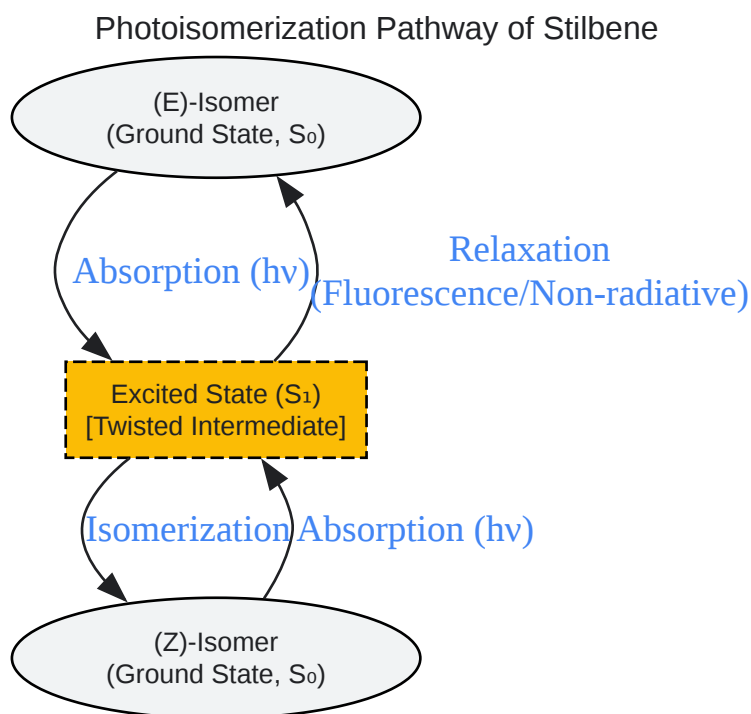 Photoisomerization Pathway of Stilbene
(E)-Isomer
(Ground State, S₀)
Relaxation
(Fluorescence/Non-radiative)
Absorption (hν)
Excited State (S₁)
[Twisted Intermediate]
Isomerization
Absorption (hν)
(Z)-Isomer
(Ground State, S₀)